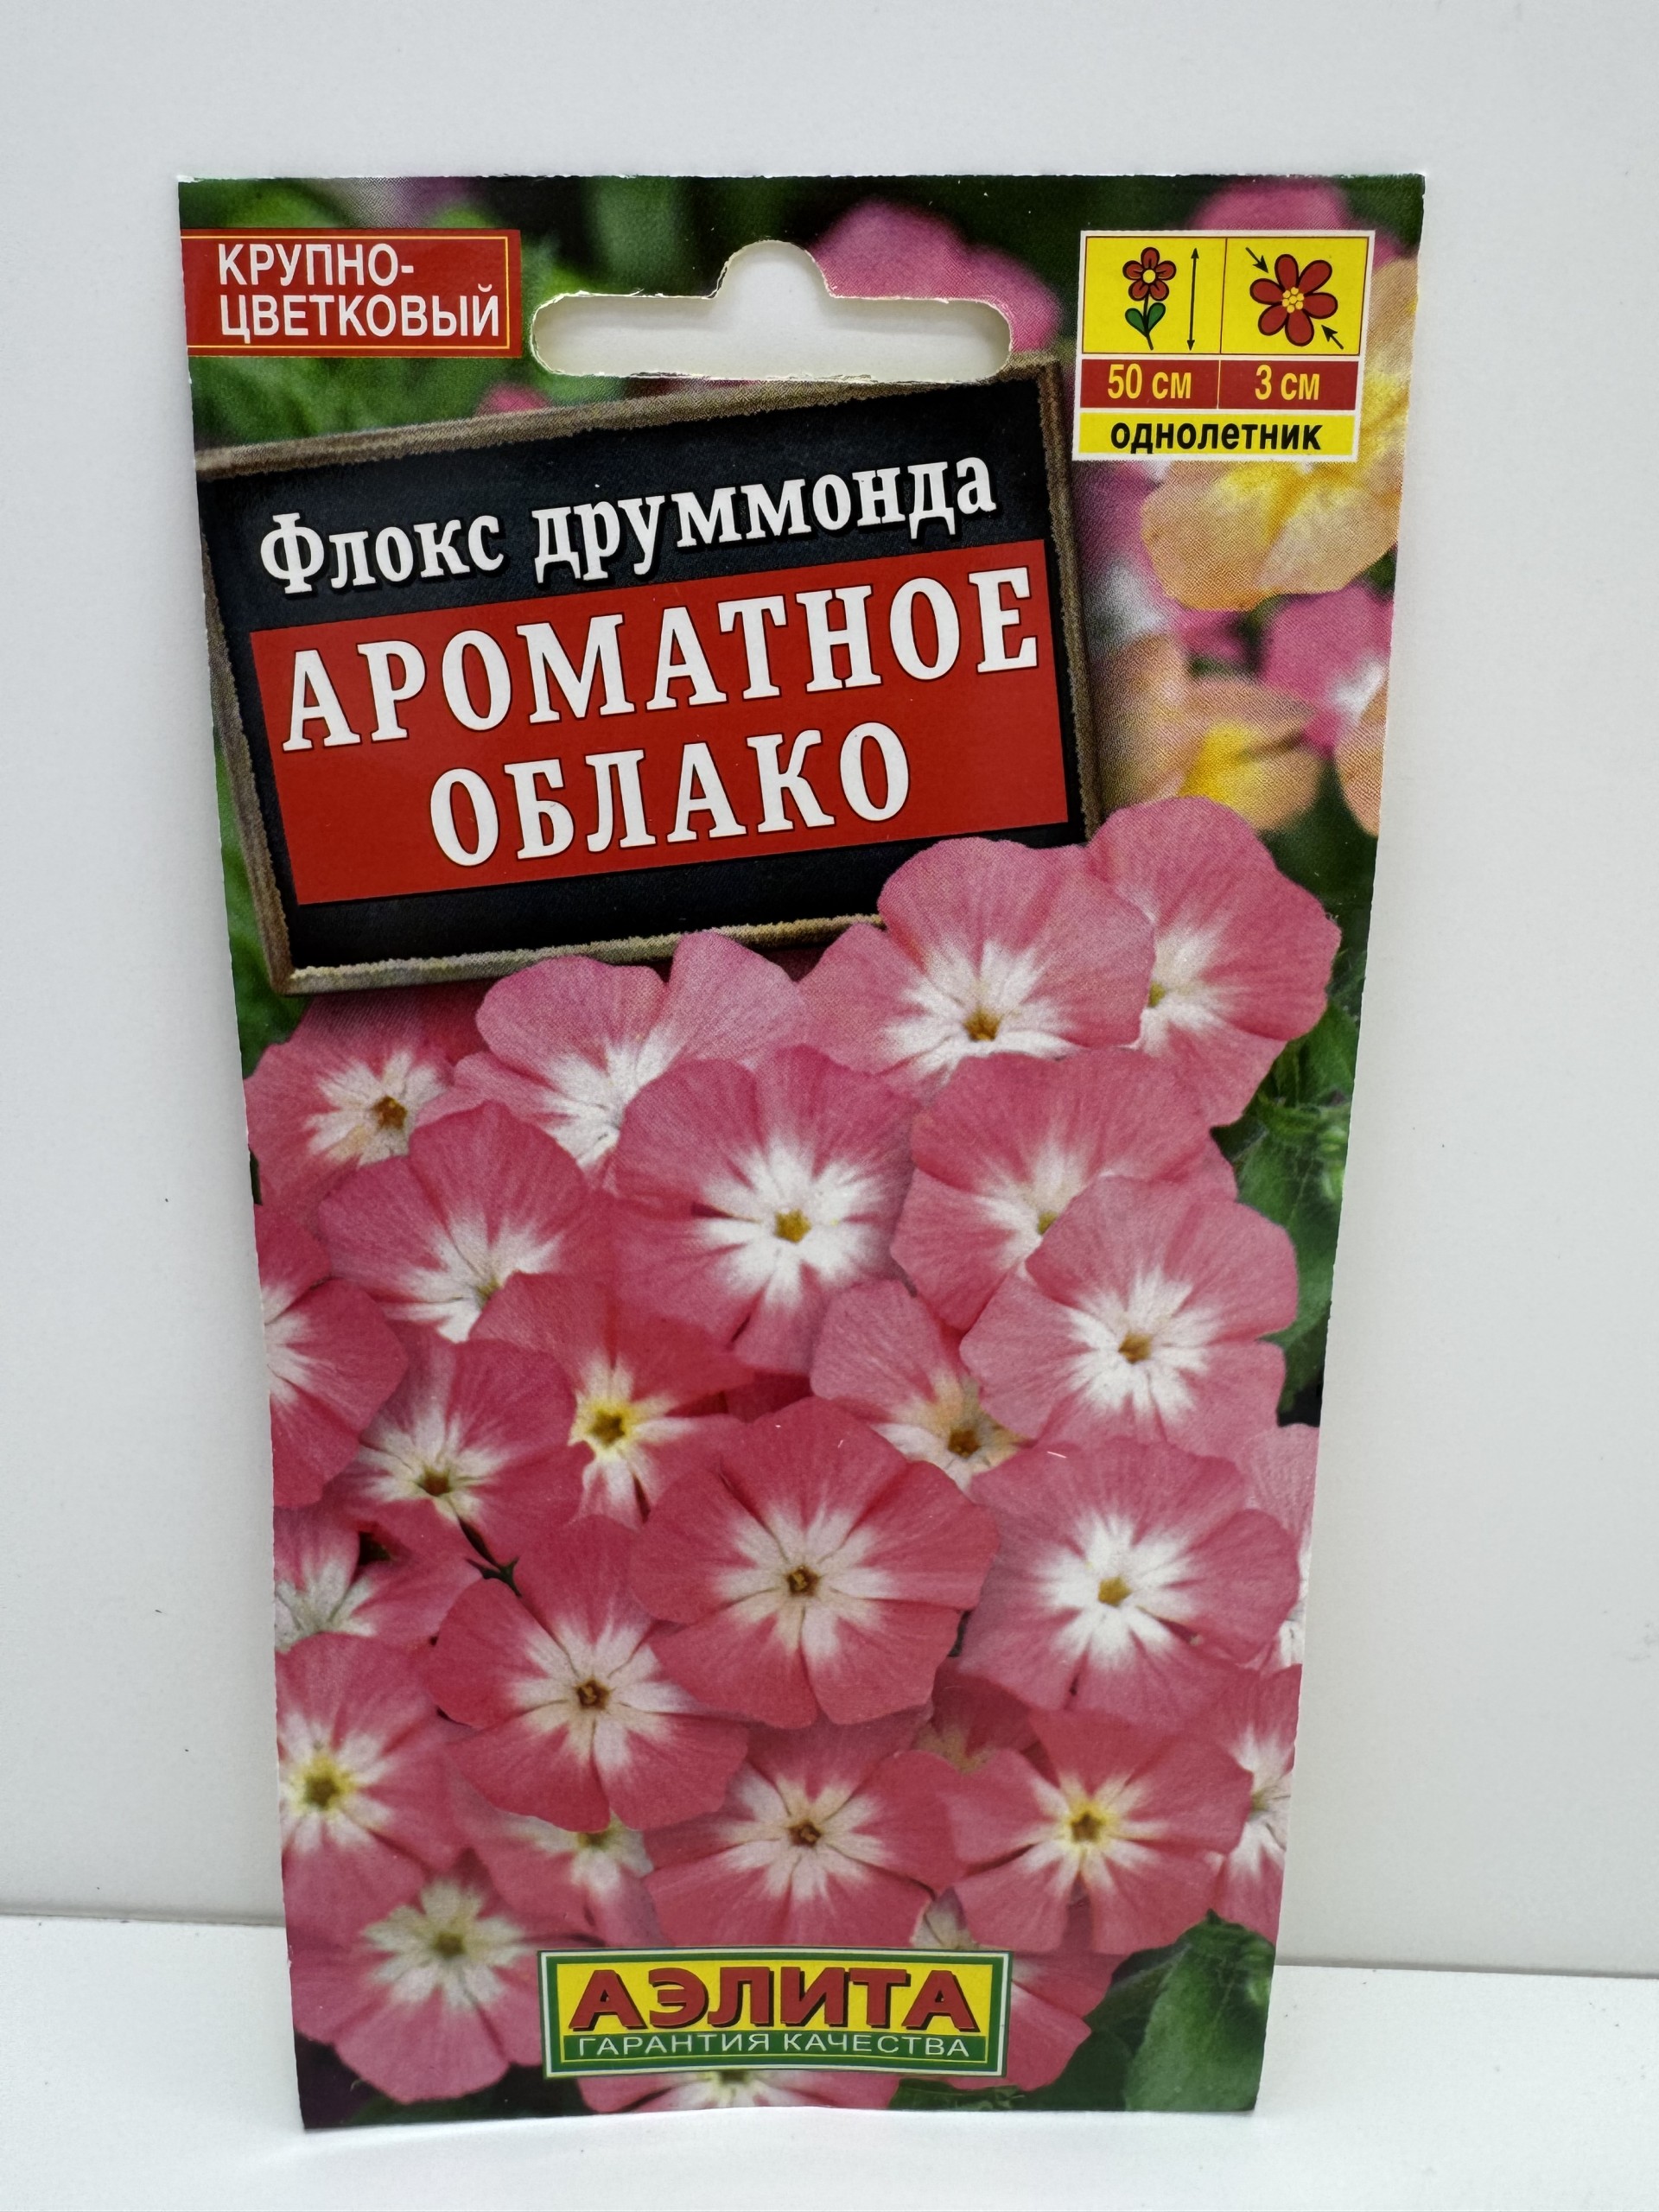 КРУПНО-
ЦВЕТКОВЫЙ
50 см 3 см
однолетник
Флокс друммонда
АРОМАТНОЕ
ОБЛАКО
АЭЛИТА
ГАРАНТИЯ КАЧЕСТВА